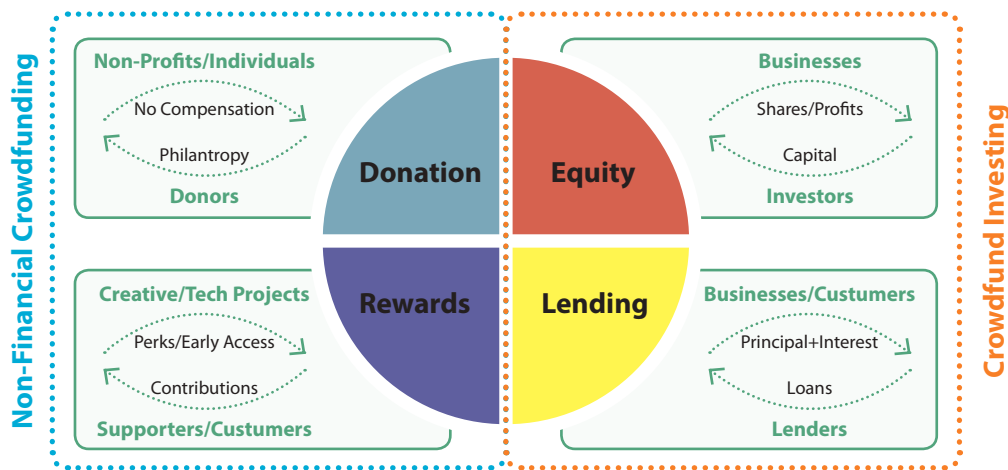 Non-Financial Crowdfunding
Non-Profits/Individuals
No Compensation
Philantropy
Donors
Donation
Equity
Businesses
Shares/Profits
Capital
Investors
Creative/Tech Projects
Perks/Early Access
Contributions
Supporters/Custumers
Rewards
Lending
Businesses/Custumers
Principal+Interest
Loans
Lenders
Crowdfund Investing